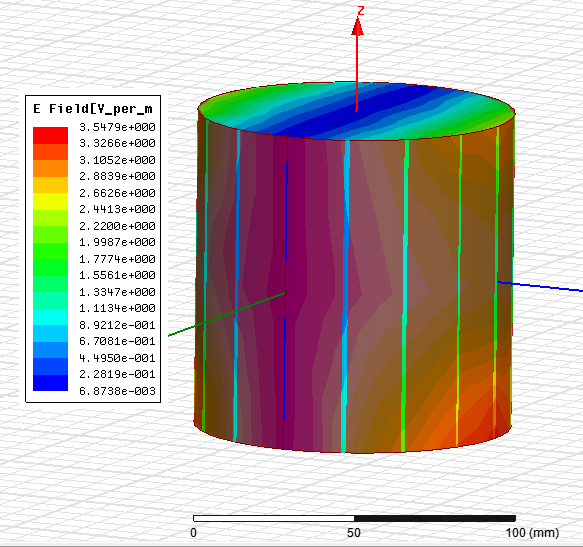 Z
E Field[V_per_m
3.5479e+000
3.3266e+000
3.1052e+000
2.8839e+000
2.6626e+000
2.4413e+000
2.2200e+000
1.9987e+000
1.7774e+000
1.5561e+000
1.3347e+000
1.1134e+000
8.9212e-001
6.7081e-001
4.4950e-001
2.2819e-001
6.8738e-003
0
50
100 (mm)